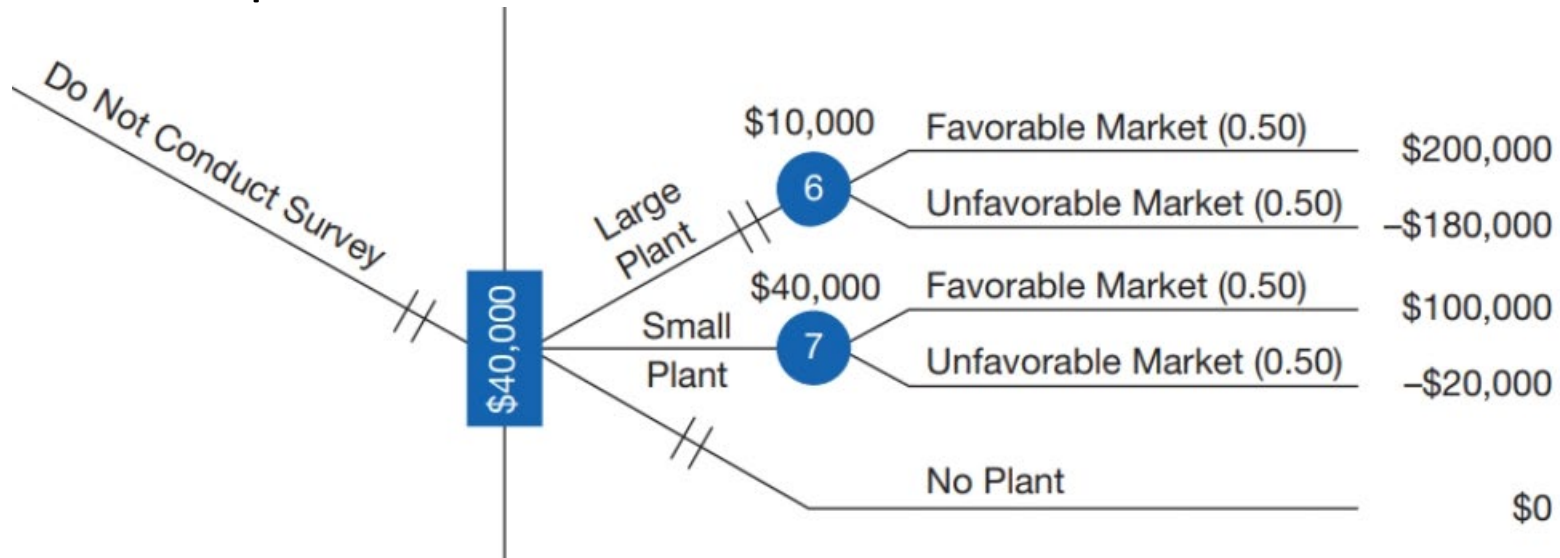 Do Not Conduct Survey
$40,000
Large
Plant
$10,000
6
Favorable Market (0.50)
$200,000
Unfavorable Market (0.50)
–$180,000
Small
Plant
$40,000
7
Favorable Market (0.50)
$100,000
Unfavorable Market (0.50)
–$20,000
No Plant
$0